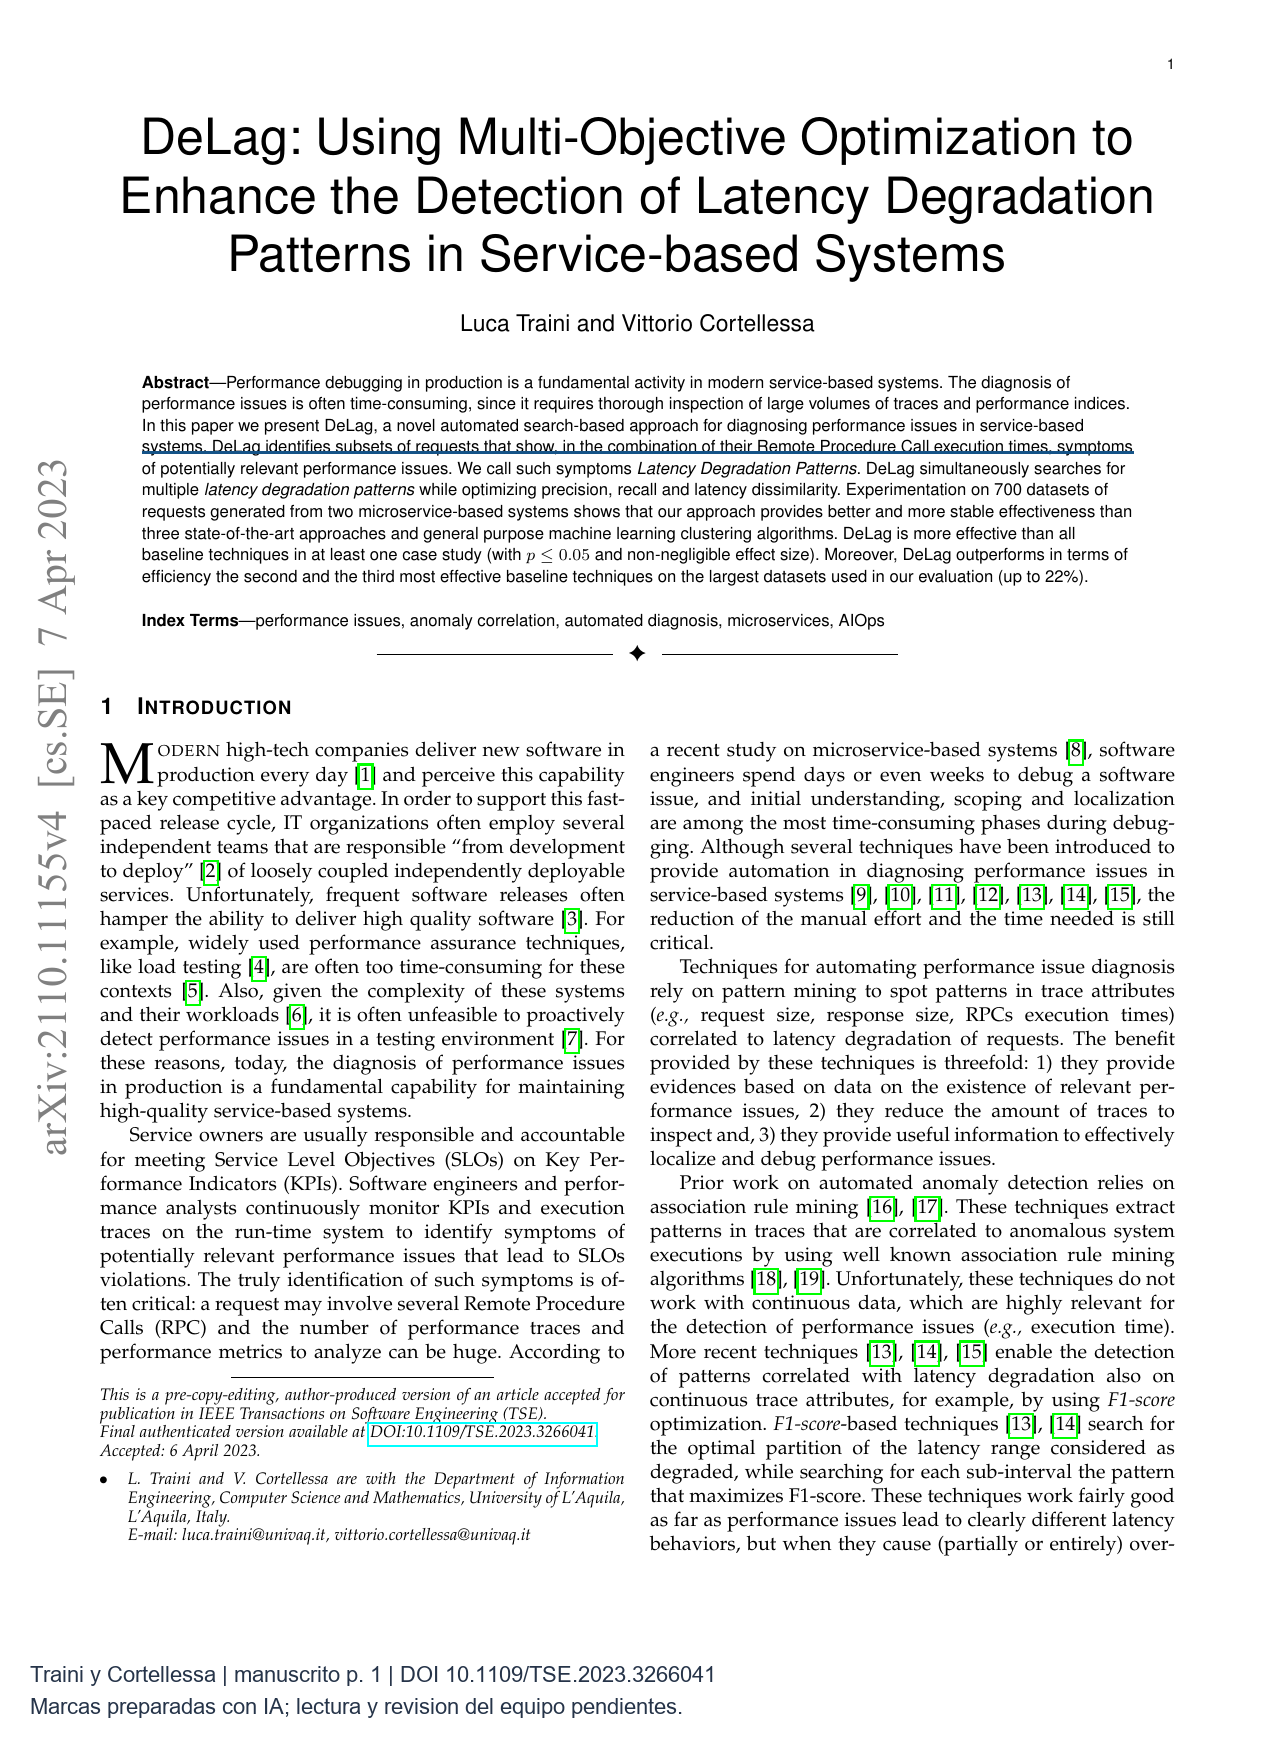 1
DeLag: Using Multi-Objective Optimization to
Enhance the Detection of Latency Degradation
Patterns in Service-based Systems
Luca Traini and Vittorio Cortellessa
Abstract—Performance debugging in production is a fundamental activity in modern service-based systems. The diagnosis of
performance issues is often time-consuming, since it requires thorough inspection of large volumes of traces and performance indices.
In this paper we present DeLag, a novel automated search-based approach for diagnosing performance issues in service-based
systems. DeLag identifies subsets of requests that show, in the combination of their Remote Procedure Call execution times, symptoms
of potentially relevant performance issues. We call such symptoms Latency Degradation Patterns. DeLag simultaneously searches for
multiple latency degradation patterns while optimizing precision, recall and latency dissimilarity. Experimentation on 700 datasets of
requests generated from two microservice-based systems shows that our approach provides better and more stable effectiveness than
three state-of-the-art approaches and general purpose machine learning clustering algorithms. DeLag is more effective than all
baseline techniques in at least one case study (with p ≤ 0.05 and non-negligible effect size). Moreover, DeLag outperforms in terms of
efficiency the second and the third most effective baseline techniques on the largest datasets used in our evaluation (up to 22%).
Index Terms—performance issues, anomaly correlation, automated diagnosis, microservices, AIOps
arXiv:2110.11155v4 [cs.SE] 7 Apr 2023
1 INTRODUCTION
MODERN high-tech companies deliver new software in
production every day [1] and perceive this capability
as a key competitive advantage. In order to support this fast-
paced release cycle, IT organizations often employ several
independent teams that are responsible “from development
to deploy” [2] of loosely coupled independently deployable
services. Unfortunately, frequent software releases often
hamper the ability to deliver high quality software [3]. For
example, widely used performance assurance techniques,
like load testing [4], are often too time-consuming for these
contexts [5]. Also, given the complexity of these systems
and their workloads [6], it is often unfeasible to proactively
detect performance issues in a testing environment [7]. For
these reasons, today, the diagnosis of performance issues
in production is a fundamental capability for maintaining
high-quality service-based systems.
Service owners are usually responsible and accountable
for meeting Service Level Objectives (SLOs) on Key Per-
formance Indicators (KPIs). Software engineers and perfor-
mance analysts continuously monitor KPIs and execution
traces on the run-time system to identify symptoms of
potentially relevant performance issues that lead to SLOs
violations. The truly identification of such symptoms is of-
ten critical: a request may involve several Remote Procedure
Calls (RPC) and the number of performance traces and
performance metrics to analyze can be huge. According to
This is a pre-copy-editing, author-produced version of an article accepted for
publication in IEEE Transactions on Software Engineering (TSE).
Final authenticated version available at DOI:10.1109/TSE.2023.3266041
Accepted: 6 April 2023.
• L. Traini and V. Cortellessa are with the Department of Information
Engineering, Computer Science and Mathematics, University of L’Aquila,
L’Aquila, Italy.
E-mail: luca.traini@univaq.it, vittorio.cortellessa@univaq.it
a recent study on microservice-based systems [8], software
engineers spend days or even weeks to debug a software
issue, and initial understanding, scoping and localization
are among the most time-consuming phases during debug-
ging. Although several techniques have been introduced to
provide automation in diagnosing performance issues in
service-based systems [9], [10], [11], [12], [13], [14], [15], the
reduction of the manual effort and the time needed is still
critical.
Techniques for automating performance issue diagnosis
rely on pattern mining to spot patterns in trace attributes
(e.g., request size, response size, RPCs execution times)
correlated to latency degradation of requests. The benefit
provided by these techniques is threefold: 1) they provide
evidences based on data on the existence of relevant per-
formance issues, 2) they reduce the amount of traces to
inspect and, 3) they provide useful information to effectively
localize and debug performance issues.
Prior work on automated anomaly detection relies on
association rule mining [16], [17]. These techniques extract
patterns in traces that are correlated to anomalous system
executions by using well known association rule mining
algorithms [18], [19]. Unfortunately, these techniques do not
work with continuous data, which are highly relevant for
the detection of performance issues (e.g., execution time).
More recent techniques [13], [14], [15] enable the detection
of patterns correlated with latency degradation also on
continuous trace attributes, for example, by using F1-score
optimization. F1-score-based techniques [13], [14] search for
the optimal partition of the latency range considered as
degraded, while searching for each sub-interval the pattern
that maximizes F1-score. These techniques work fairly good
as far as performance issues lead to clearly different latency
behaviors, but when they cause (partially or entirely) over-
Traini y Cortellessa | manuscrito p. 1 | DOI 10.1109/TSE.2023.3266041
Marcas preparadas con IA; lectura y revision del equipo pendientes.